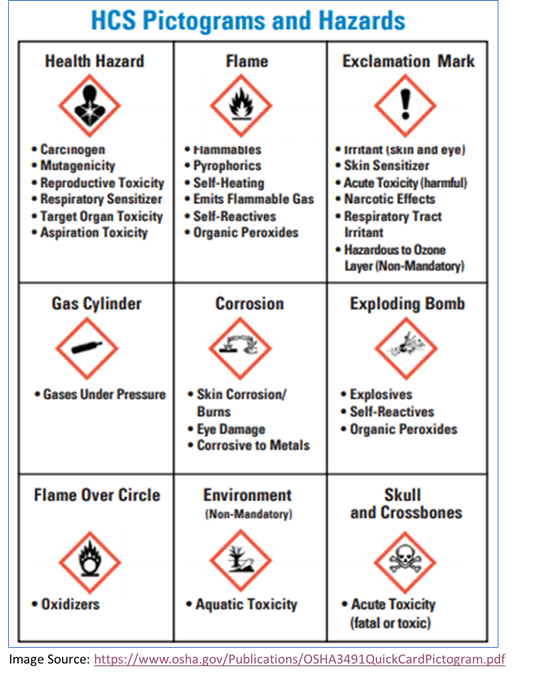 HCS Pictograms and Hazards
Health Hazard
• Carcinogen
• Mutagenicity
• Reproductive Toxicity
• Respiratory Sensitizer
• Target Organ Toxicity
• Aspiration Toxicity
Flame
• Flammables
• Pyrophorics
• Self-Heating
• Emits Flammable Gas
• Self-Reactives
• Organic Peroxides
Exclamation Mark
• Irritant (skin and eye)
• Skin Sensitizer
• Acute Toxicity (harmful)
• Narcotic Effects
• Respiratory Tract
Irritant
• Hazardous to Ozone
Layer (Non-Mandatory)
Gas Cylinder
• Gases Under Pressure
Corrosion
• Skin Corrosion/
Burns
• Eye Damage
• Corrosive to Metals
Exploding Bomb
• Explosives
• Self-Reactives
• Organic Peroxides
Flame Over Circle
• Oxidizers
Environment
(Non-Mandatory)
• Aquatic Toxicity
Skull
and Crossbones
• Acute Toxicity
(fatal or toxic)
Image Source: https://www.osha.gov/Publications/OSHA3491QuickCardPictogram.pdf